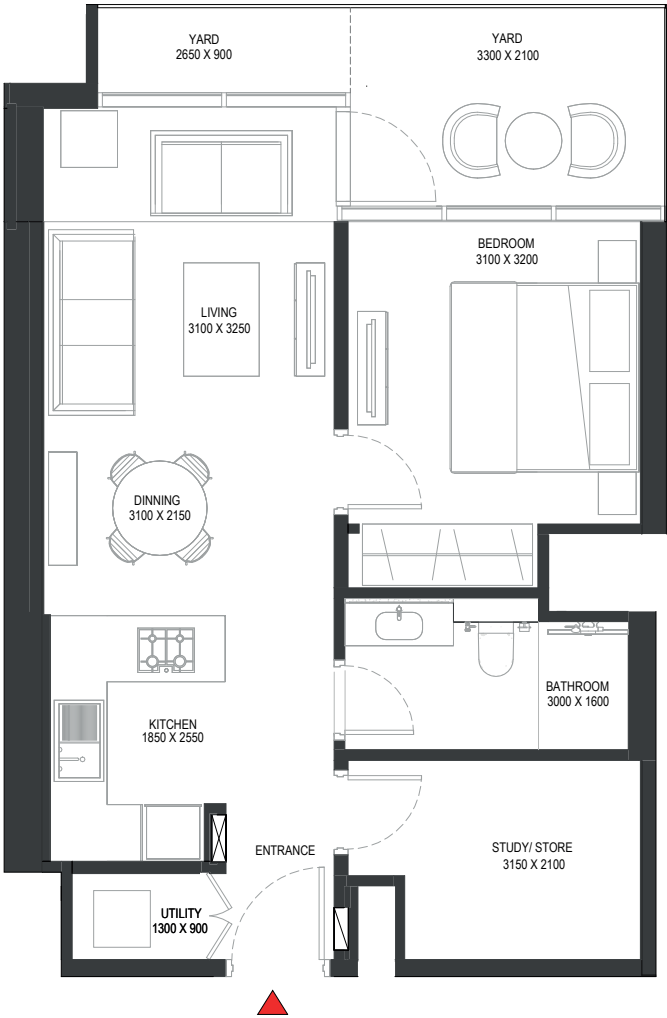 YARD
2650 X 900
YARD
3300 X 2100
BEDROOM
3100 X 3200
LIVING
3100 X 3250
DINNING
3100 X 2150
BATHROOM
3000 X 1600
KITCHEN
1850 X 2550
ENTRANCE
STUDY/ STORE
3150 X 2100
UTILITY
1300 X 900